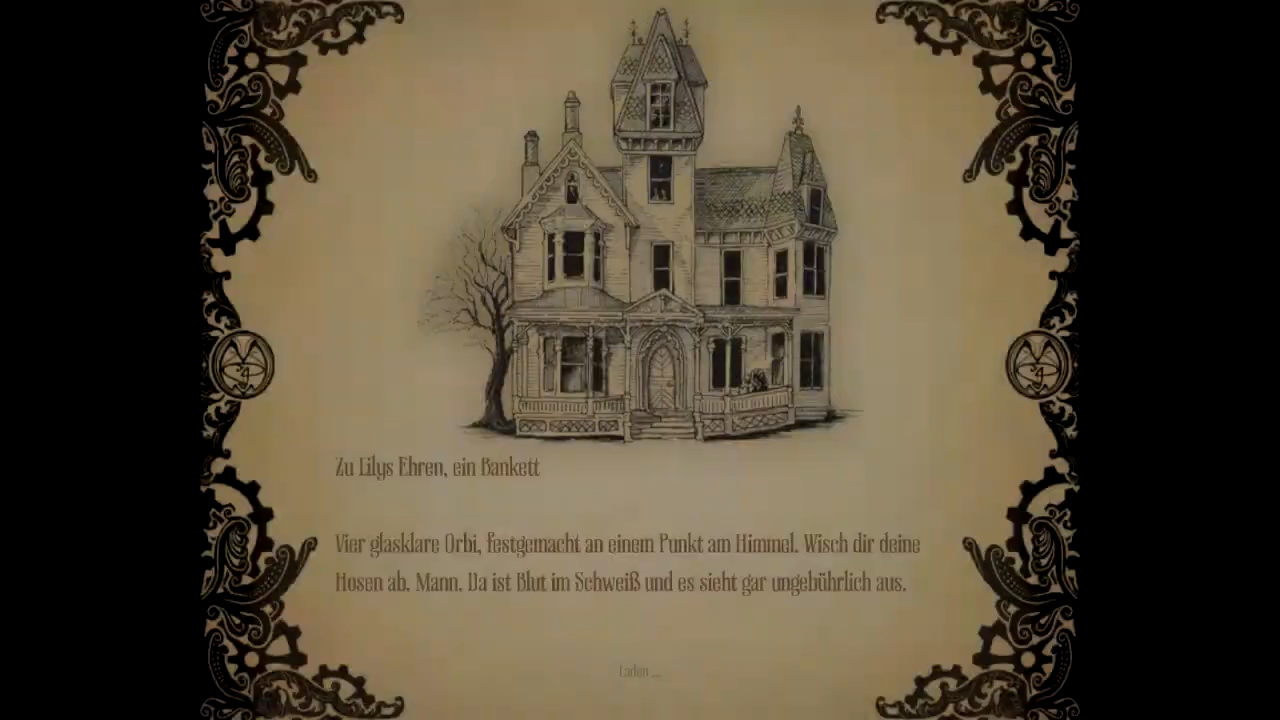 Zu Lilys Ehren, ein Bankett
Vier glasklare Orbi, festgemacht an einem Punkt am Himmel. Wisch dir deine
Hosen ab, Mann. Da ist Blut im Schweiß und es sieht gar ungebührlich aus.
Laden ...